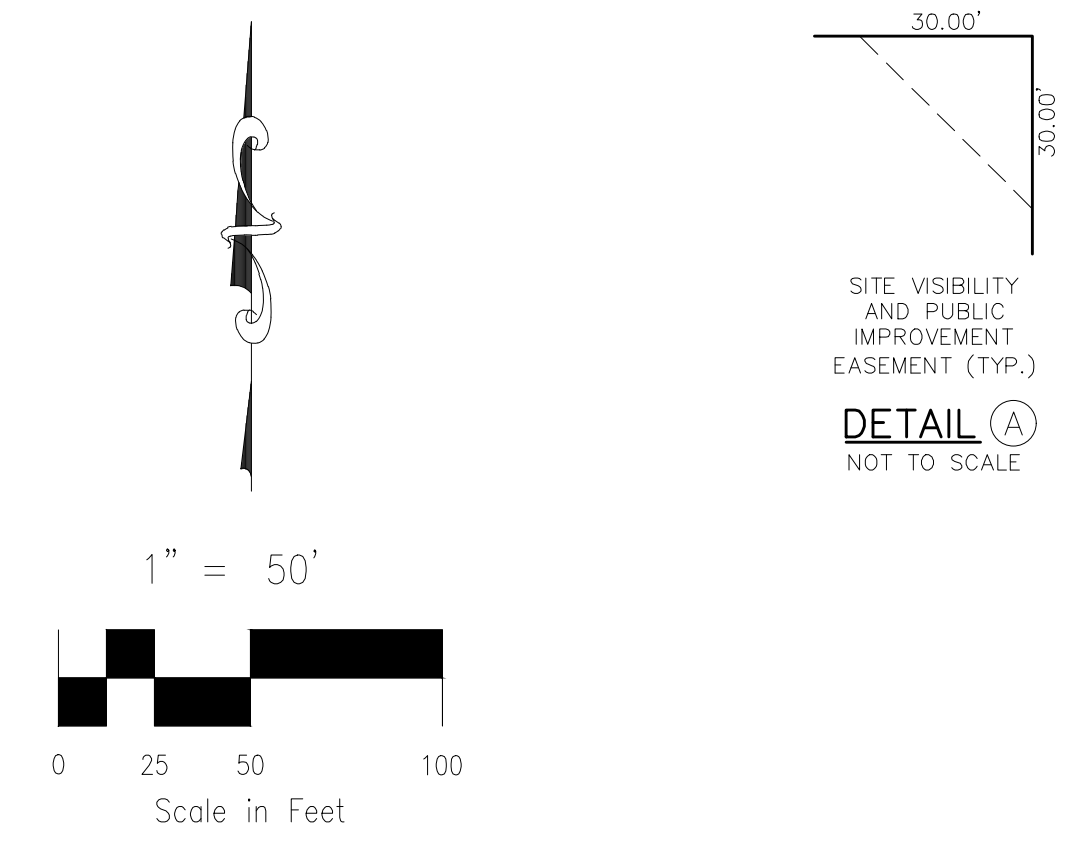 30.00'
30.00'
SITE VISIBILITY
AND PUBLIC
IMPROVEMENT
EASEMENT (TYP.)
DETAIL A
NOT TO SCALE
1" = 50'
0 25 50 100
Scale in Feet